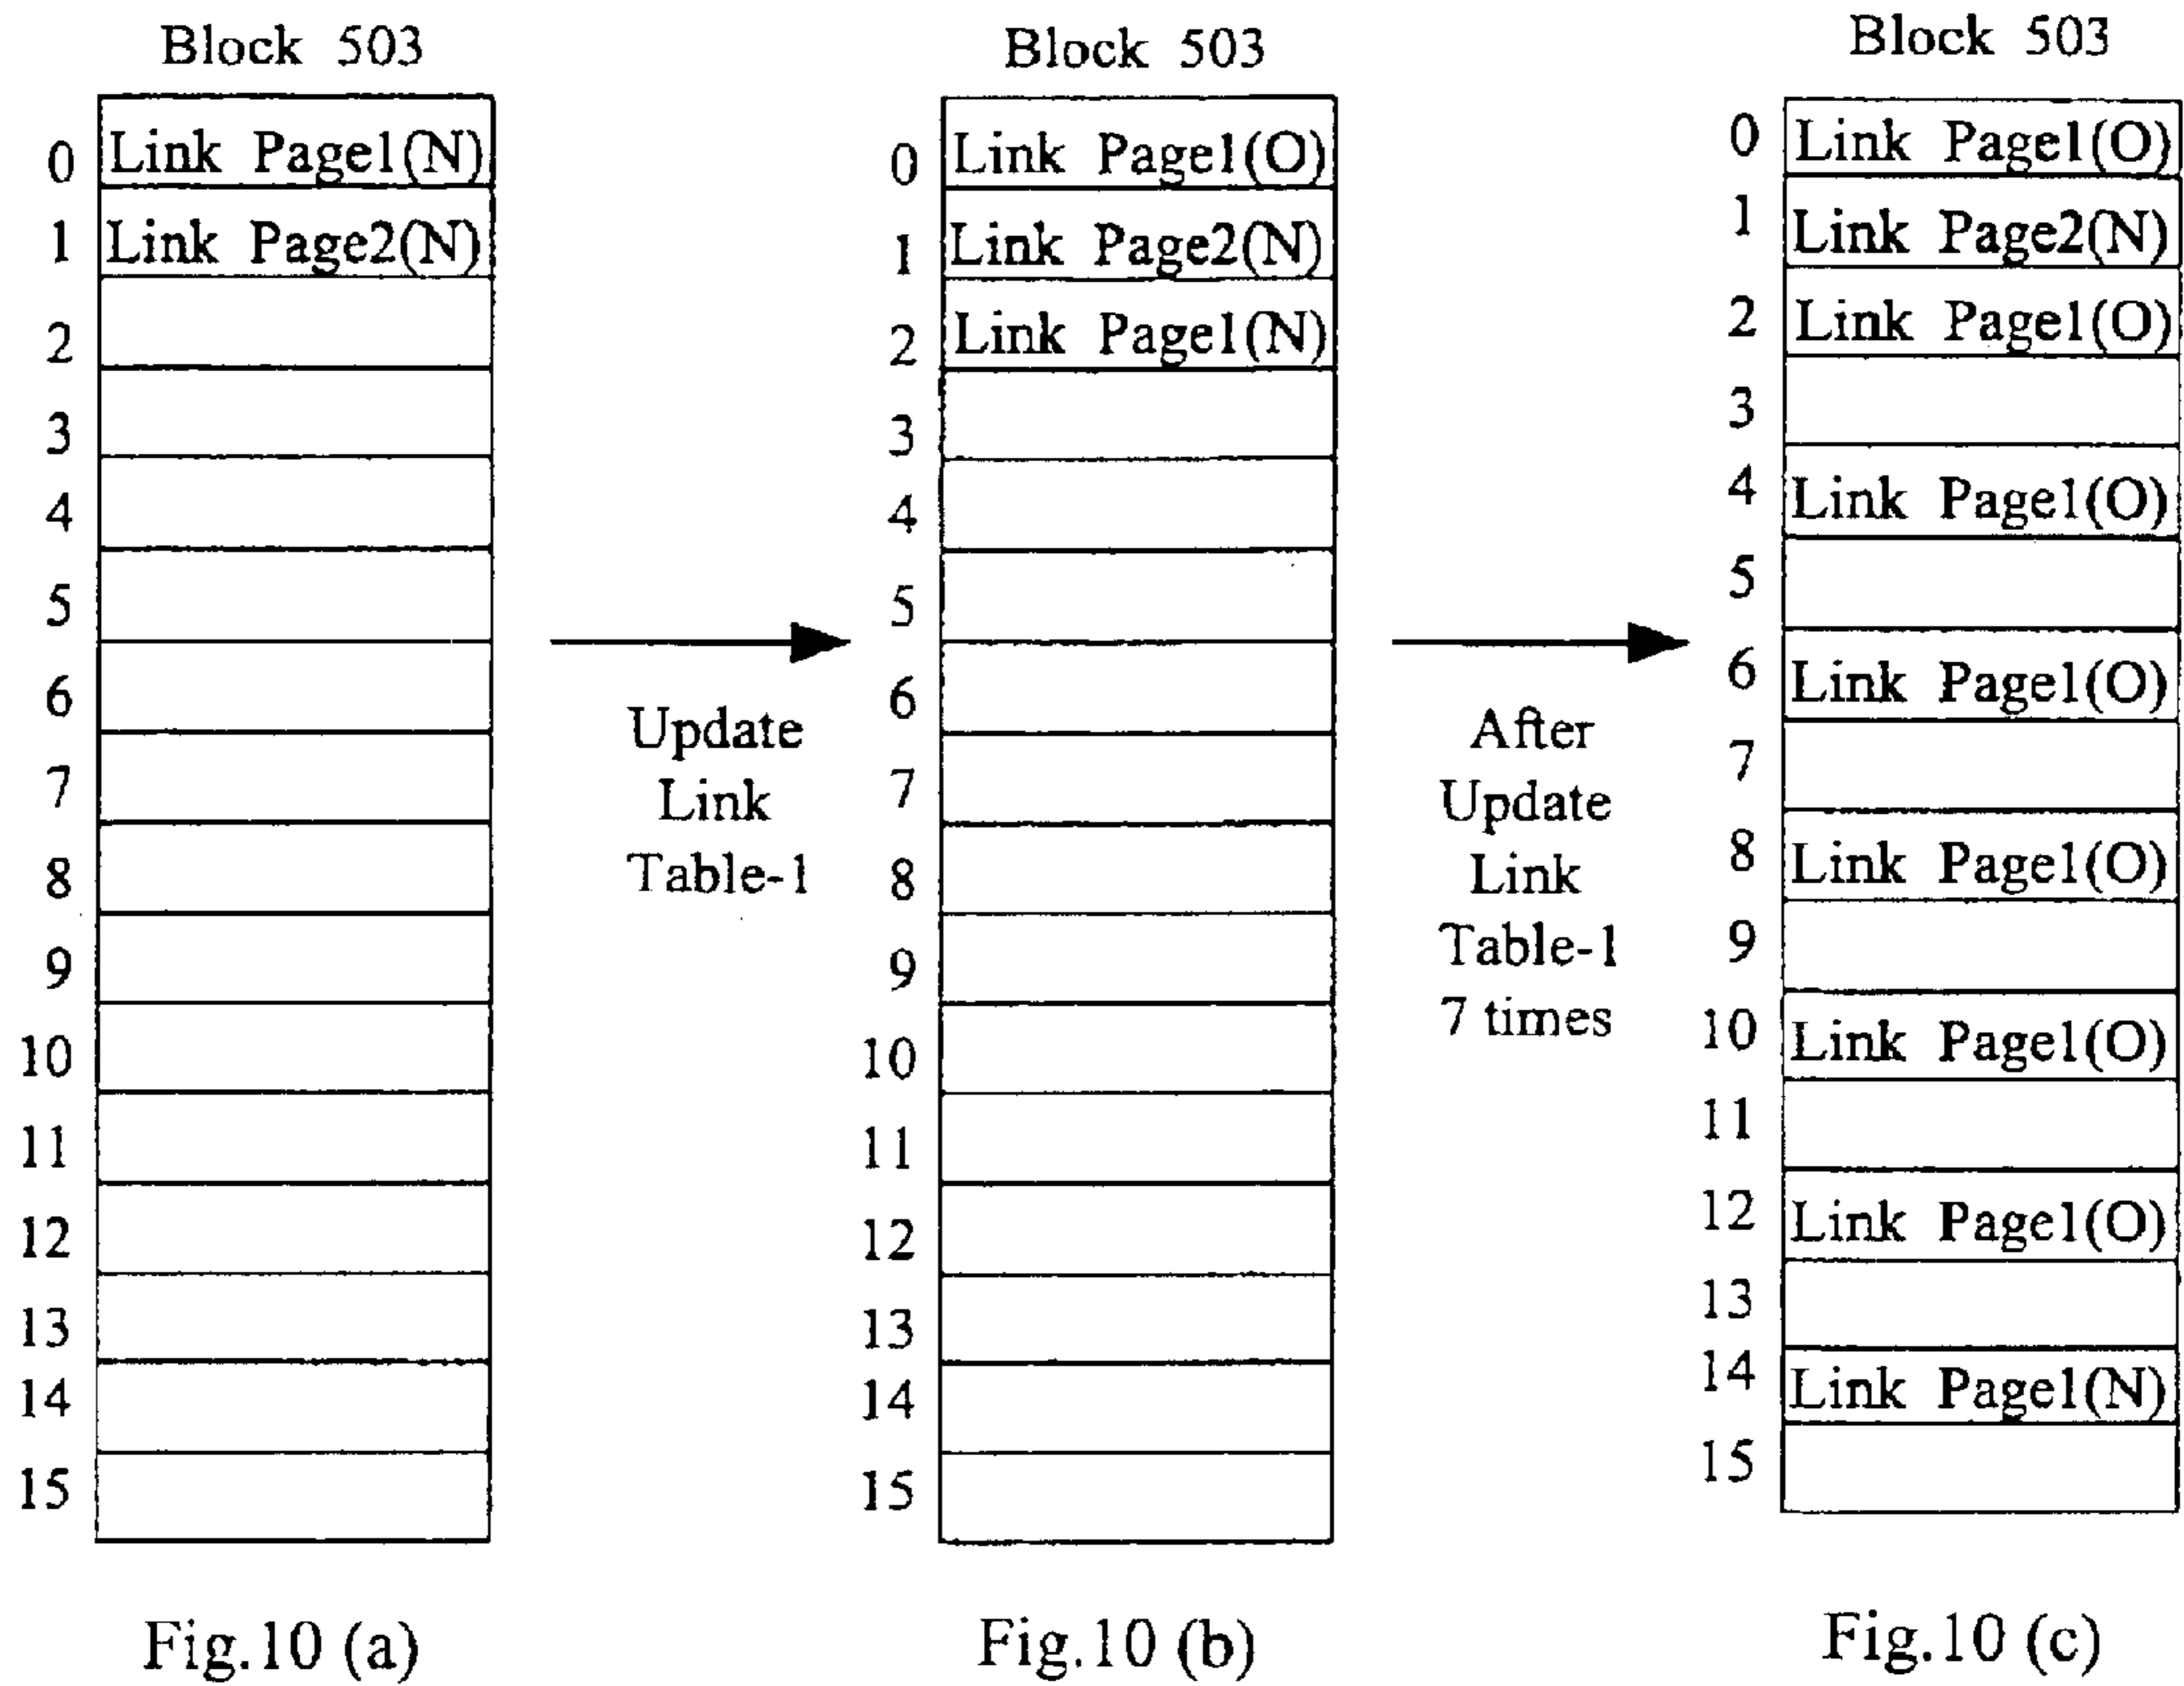 Block 503
0 Link Page1(N)
1 Link Page2(N)
2
3
4
5
6
7
8
9
10
11
12
13
14
15
Fig.10 (a)
Update
Link
Table-1
Block 503
0 Link Page1(O)
1 Link Page2(N)
2 Link Page1(N)
3
4
5
6
7
8
9
10
11
12
13
14
15
Fig.10 (b)
After
Update
Link
Table-1
7 times
Block 503
0 Link Page1(O)
1 Link Page2(N)
2 Link Page1(O)
3
4 Link Page1(O)
5
6 Link Page1(O)
7
8 Link Page1(O)
9
10 Link Page1(O)
11
12 Link Page1(O)
13
14 Link Page1(N)
15
Fig.10 (c)